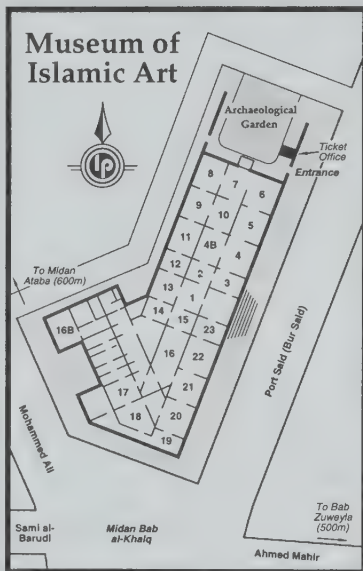 Museum of
Islamic Art
LP
Archaeological
Garden
Ticket
Office
Entrance
8
7
6
9
10
5
11
4B
4
12
2
3
13
1
14
15
23
16
22
16B
17
21
18
20
19
To Midan
Ataba (600m)
Port Said (Bur Said)
Mohammed Ali
Sami al-
Barudi
Midan Bab
al-Khalq
To Bab
Zuweyla
(500m)
Ahmed Mahir